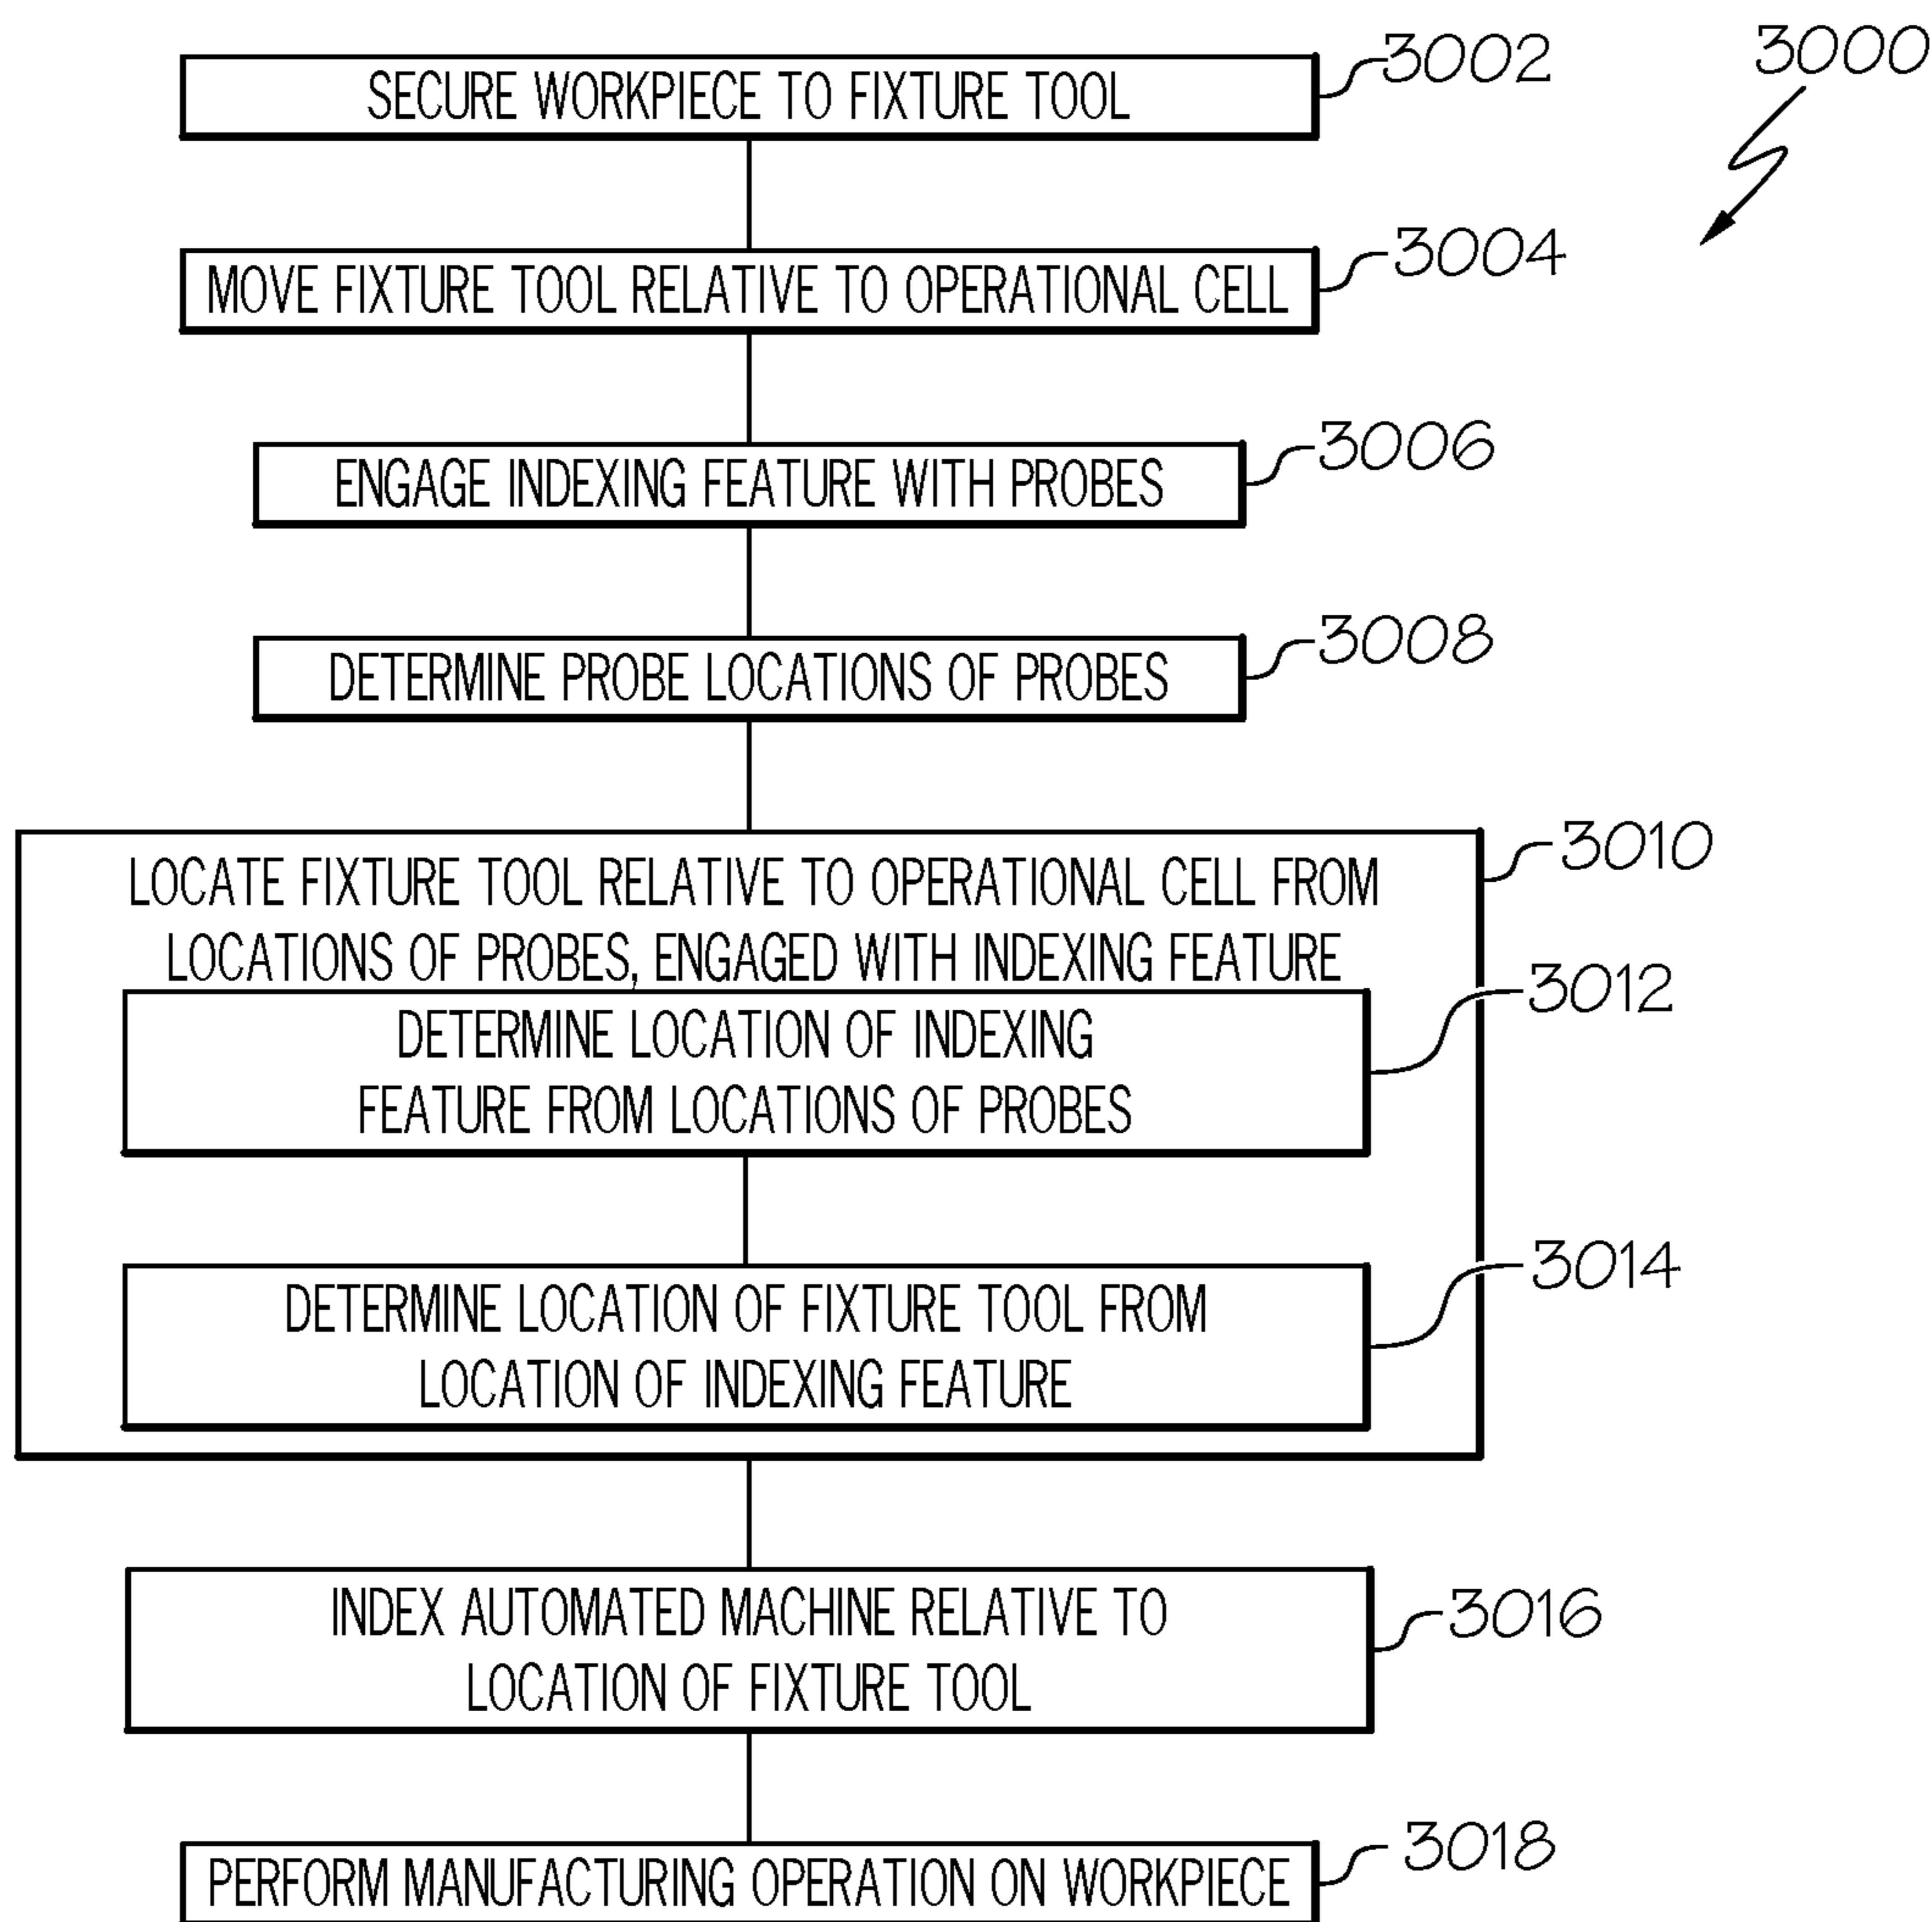 3000
SECURE WORKPIECE TO FIXTURE TOOL
3002
MOVE FIXTURE TOOL RELATIVE TO OPERATIONAL CELL
3004
ENGAGE INDEXING FEATURE WITH PROBES
3006
DETERMINE PROBE LOCATIONS OF PROBES
3008
LOCATE FIXTURE TOOL RELATIVE TO OPERATIONAL CELL FROM
LOCATIONS OF PROBES, ENGAGED WITH INDEXING FEATURE
3010
DETERMINE LOCATION OF INDEXING
FEATURE FROM LOCATIONS OF PROBES
3012
DETERMINE LOCATION OF FIXTURE TOOL FROM
LOCATION OF INDEXING FEATURE
3014
INDEX AUTOMATED MACHINE RELATIVE TO
LOCATION OF FIXTURE TOOL
3016
PERFORM MANUFACTURING OPERATION ON WORKPIECE
3018